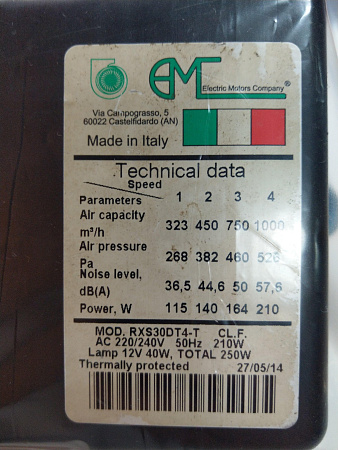 EMC
Electric Motors Company®
Via Campograsso, 5
60022 Castelfidardo (AN)
Made in Italy
Technical data
Speed
Parameters 1 2 3 4
Air capacity
m³/h 323 450 750 1000
Air pressure
Pa 268 382 460 526
Noise level,
dB(A) 36,5 44,6 50 57,8
Power, W 115 140 164 210
MOD. RXS30DT4-T CL.F.
AC 220/240V 50Hz 210W
Lamp 12V 40W, TOTAL 250W
Thermally protected 27/05/14